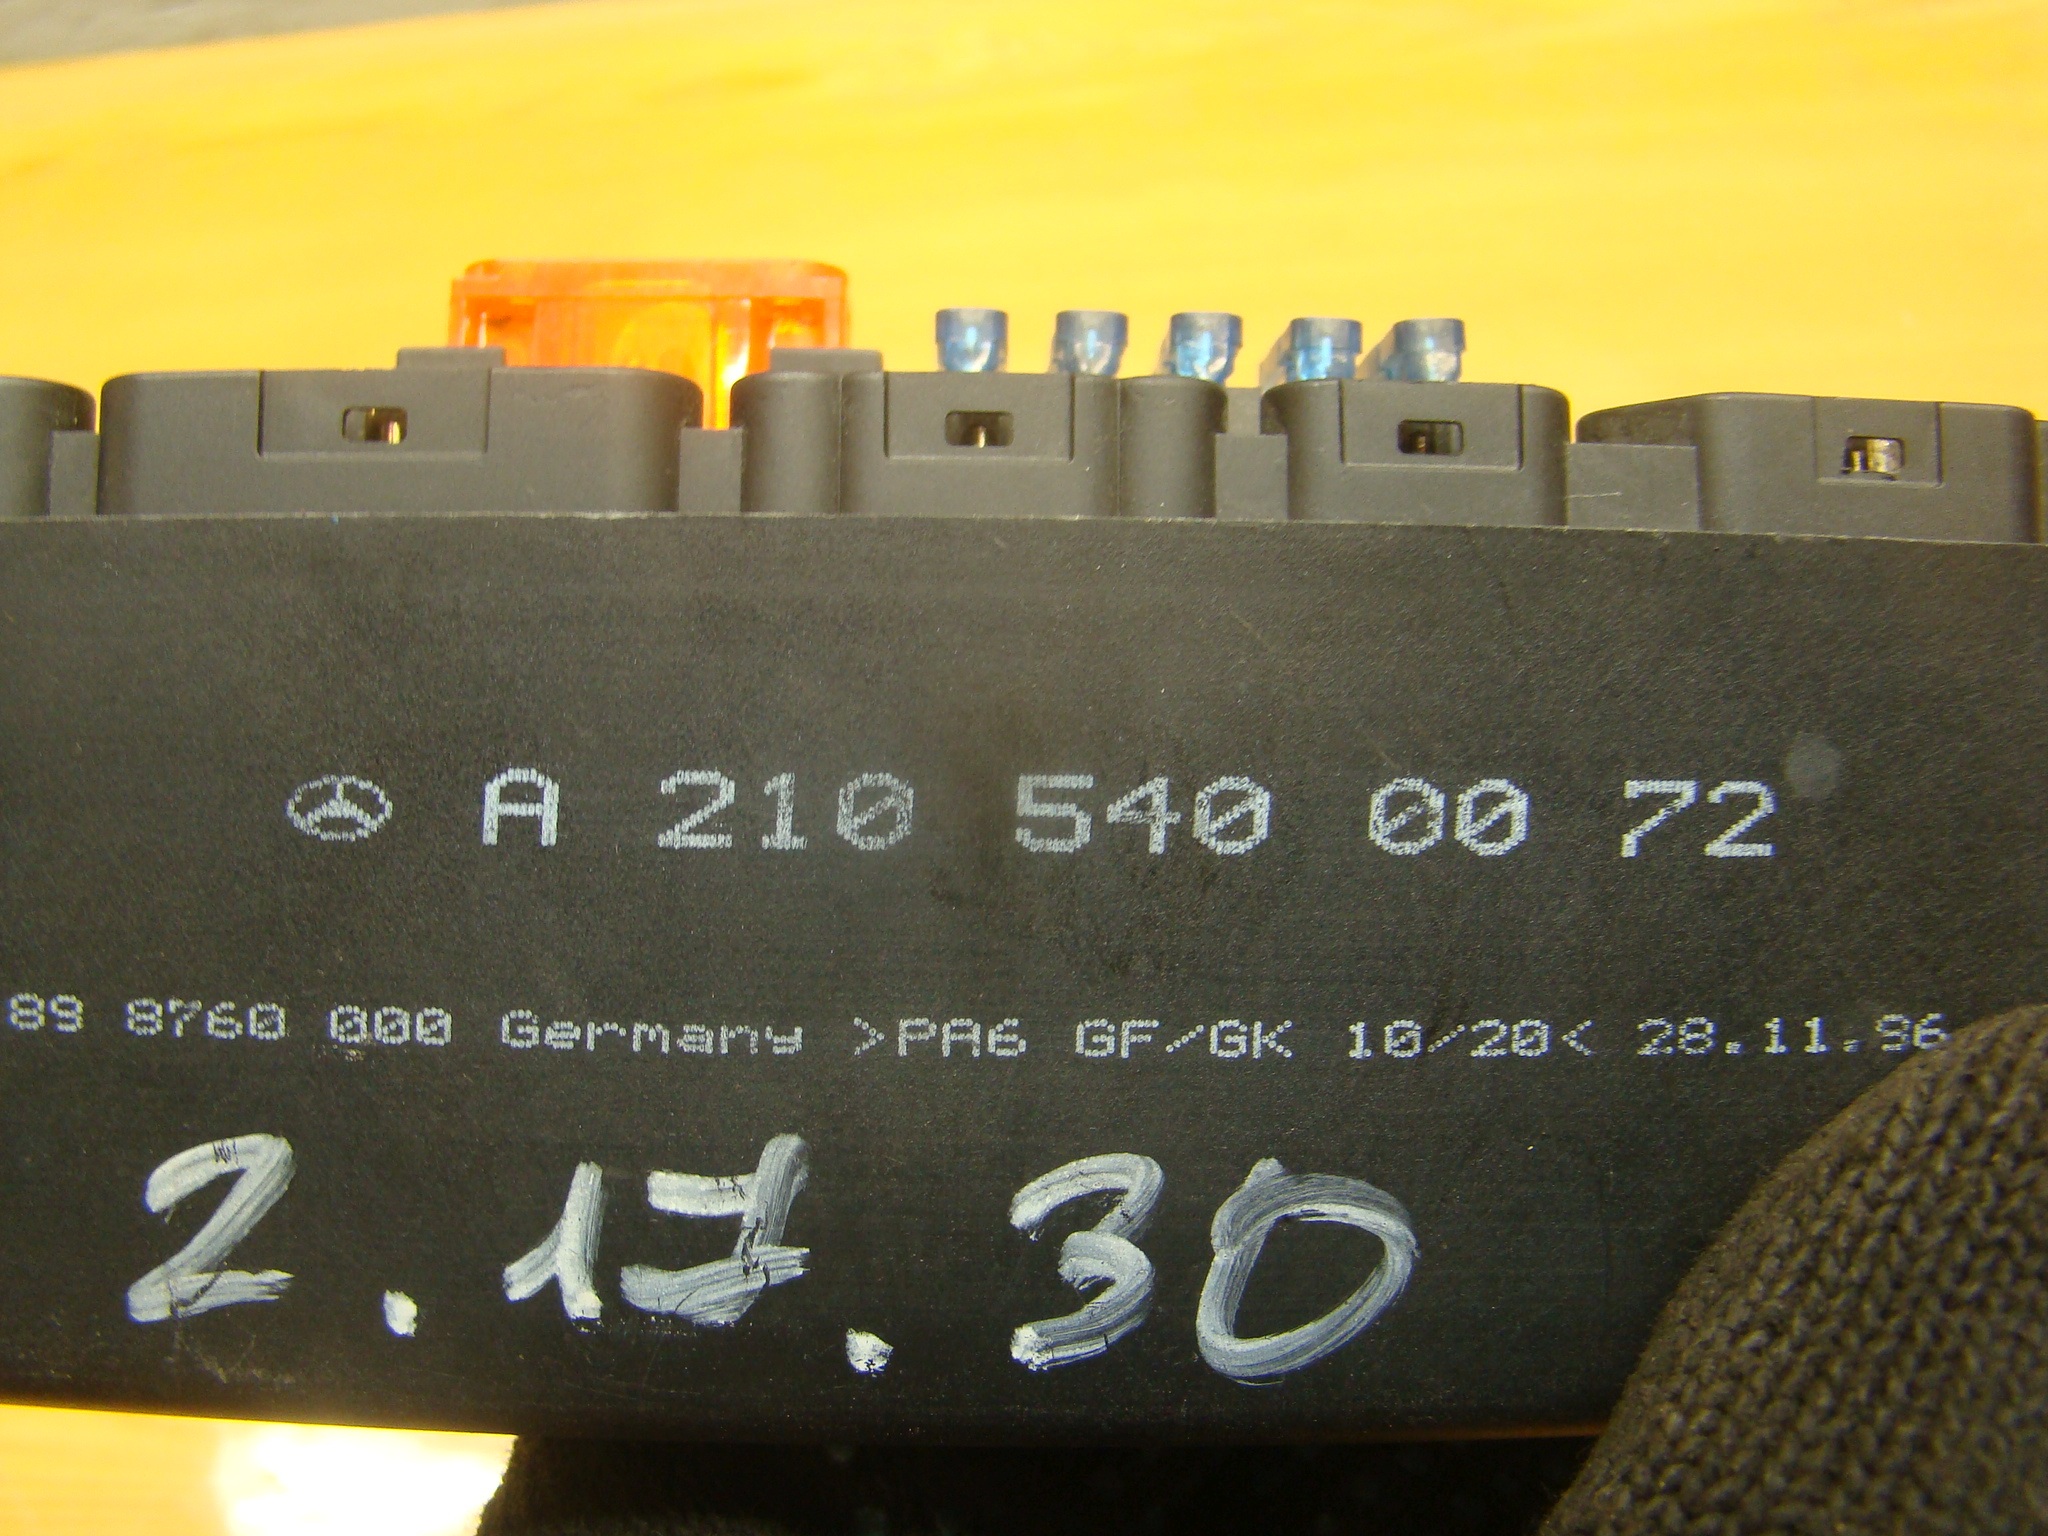 A 210 540 00 72
89 8760 000 Germany >PA6 GF/GK 10/20< 28.11.96
2.17.30